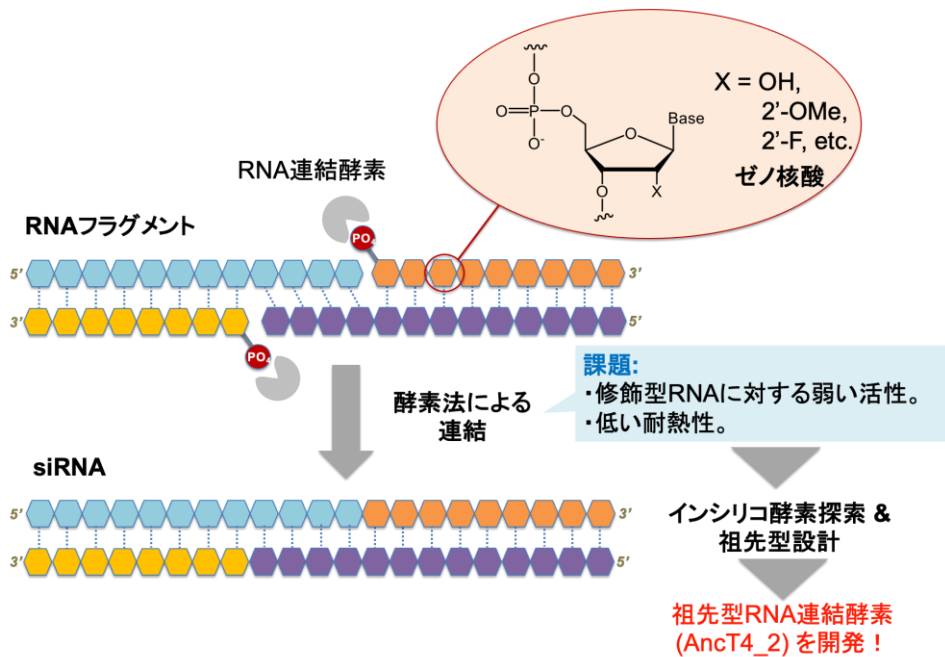 X = OH,
2'-OMe,
2'-F, etc.
ゼノ核酸
O
O
P
O
O-
O
Base
O
X
RNA連結酵素
RNAフラグメント
PO4
5' 3'
3' 5'
PO4
課題:
・修飾型RNAに対する弱い活性。
・低い耐熱性。
酵素法による
連結
siRNA
5' 3'
3' 5'
インシリコ酵素探索 &
祖先型設計
祖先型RNA連結酵素
(AncT4_2) を開発！